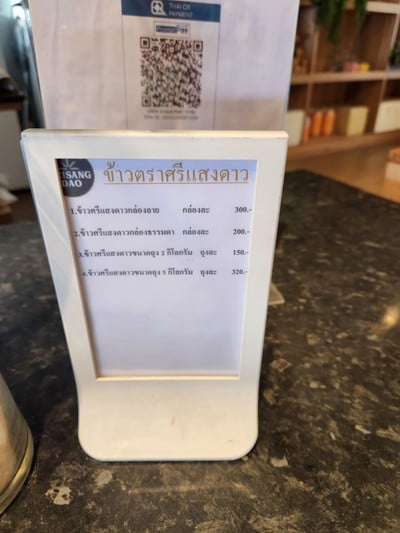 THAI QR
PAYMENT
PromptPay
SANG
DAO
ข้าวตราศรีแสงดาว
1.ข้าวศรีแสงดาวกล่องลาย กล่องละ 300.-
2.ข้าวศรีแสงดาวกล่องธรรมดา กล่องละ 200.-
3.ข้าวศรีแสงดาวขนาดถุง 2 กิโลกรัม ถุงละ 150.-
4.ข้าวศรีแสงดาวขนาดถุง 5 กิโลกรัม ถุงละ 320.-